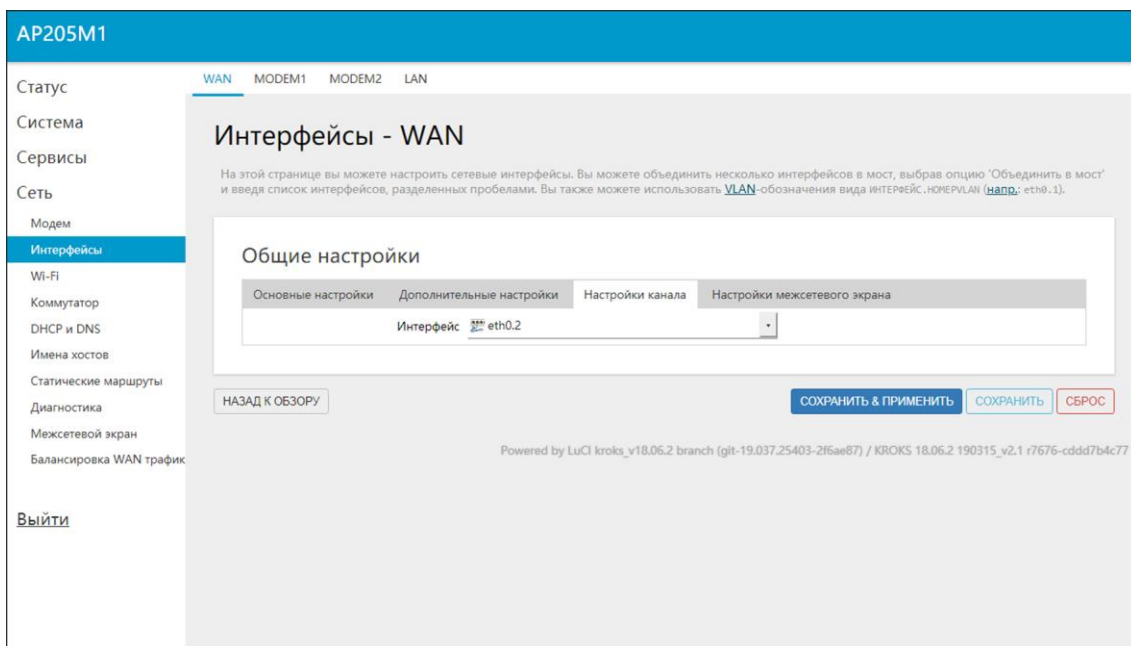 AP205M1
Статус
Система
Сервисы
Сеть
Модем
Интерфейсы
Wi-Fi
Коммутатор
DHCP и DNS
Имена хостов
Статические маршруты
Диагностика
Межсетевой экран
Балансировка WAN трафик
Выйти
WAN MODEM1 MODEM2 LAN
Интерфейсы - WAN
На этой странице вы можете настроить сетевые интерфейсы. Вы можете объединить несколько интерфейсов в мост, выбрав опцию 'Объединить в мост'
и введя список интерфейсов, разделенных пробелами. Вы также можете использовать VLAN-обозначения вида ИНТЕРФЕЙС.НОМЕРVLAN (напр.: eth0.1).
Общие настройки
Основные настройки Дополнительные настройки Настройки канала Настройки межсетевого экрана
Интерфейс eth0.2
НАЗАД К ОБЗОРУ СОХРАНИТЬ & ПРИМЕНИТЬ СОХРАНИТЬ СБРОС
Powered by LuCI kroks_v18.06.2 branch (git-19.037.25403-2f6ae87) / KROKS 18.06.2 190315_v2.1 r7676-cddd7b4c77